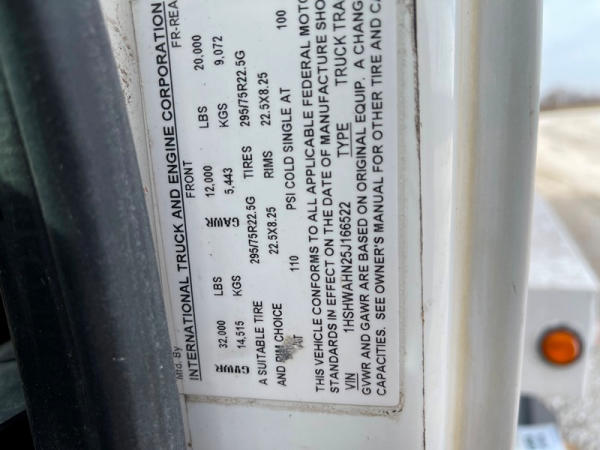 Mfd. By
INTERNATIONAL TRUCK AND ENGINE CORPORATION
FRONT FR-REA
GVWR 32,000 LBS GAWR 12,000 LBS 20,000
14,515 KGS 5,443 KGS 9,072
A SUITABLE TIRE 295/75R22.5G TIRES 295/75R22.5G
AND RIM CHOICE 22.5X8.25 RIMS 22.5X8.25
AT 110 PSI COLD SINGLE AT 100
THIS VEHICLE CONFORMS TO ALL APPLICABLE FEDERAL MOTO
STANDARDS IN EFFECT ON THE DATE OF MANUFACTURE SHO
VIN 1HSHWAHN25J166522 TYPE TRUCK TRA
GVWR AND GAWR ARE BASED ON ORIGINAL EQUIP. A CHANG
CAPACITIES. SEE OWNER'S MANUAL FOR OTHER TIRE AND CA